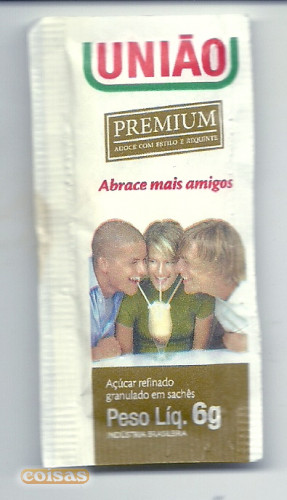 UNIÃO
PREMIUM
ADOCE COM ESTILO E REQUINTE
Abrace mais amigos
Açúcar refinado
granulado em sachês
Peso Líq. 6g
INDÚSTRIA BRASILEIRA
coisas